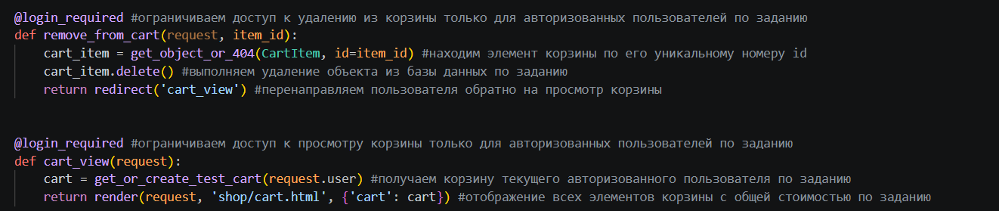 @login_required #ограничиваем доступ к удалению из корзины только для авторизованных пользователей по заданию
def remove_from_cart(request, item_id):
    cart_item = get_object_or_404(CartItem, id=item_id) #находим элемент корзины по его уникальному номеру id
    cart_item.delete() #выполняем удаление объекта из базы данных по заданию
    return redirect('cart_view') #перенаправляем пользователя обратно на просмотр корзины
@login_required #ограничиваем доступ к просмотру корзины только для авторизованных пользователей по заданию
def cart_view(request):
    cart = get_or_create_test_cart(request.user) #получаем корзину текущего авторизованного пользователя по заданию
    return render(request, 'shop/cart.html', {'cart': cart}) #отображение всех элементов корзины с общей стоимостью по заданию